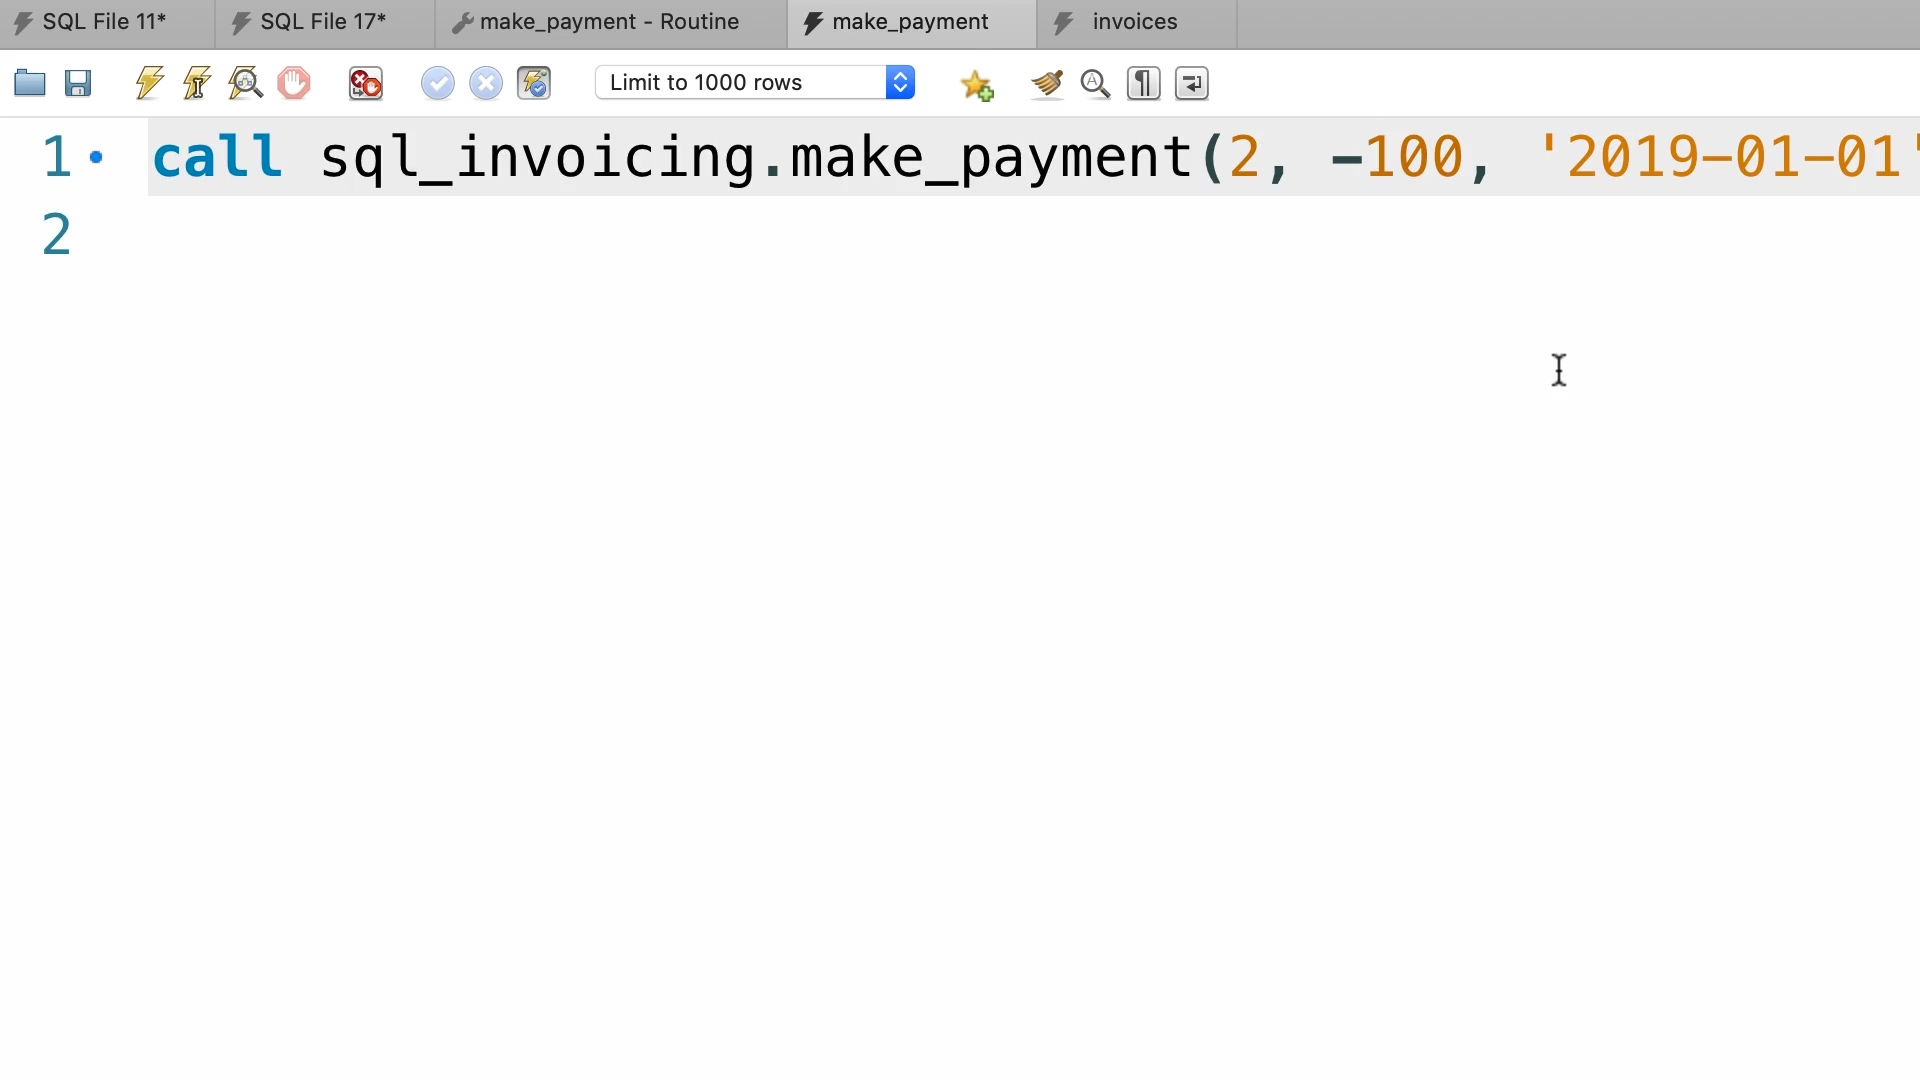 SQL File 11* SQL File 17* make_payment - Routine make_payment invoices
Limit to 1000 rows
1 call sql_invoicing.make_payment(2, -100, '2019-01-01'
2